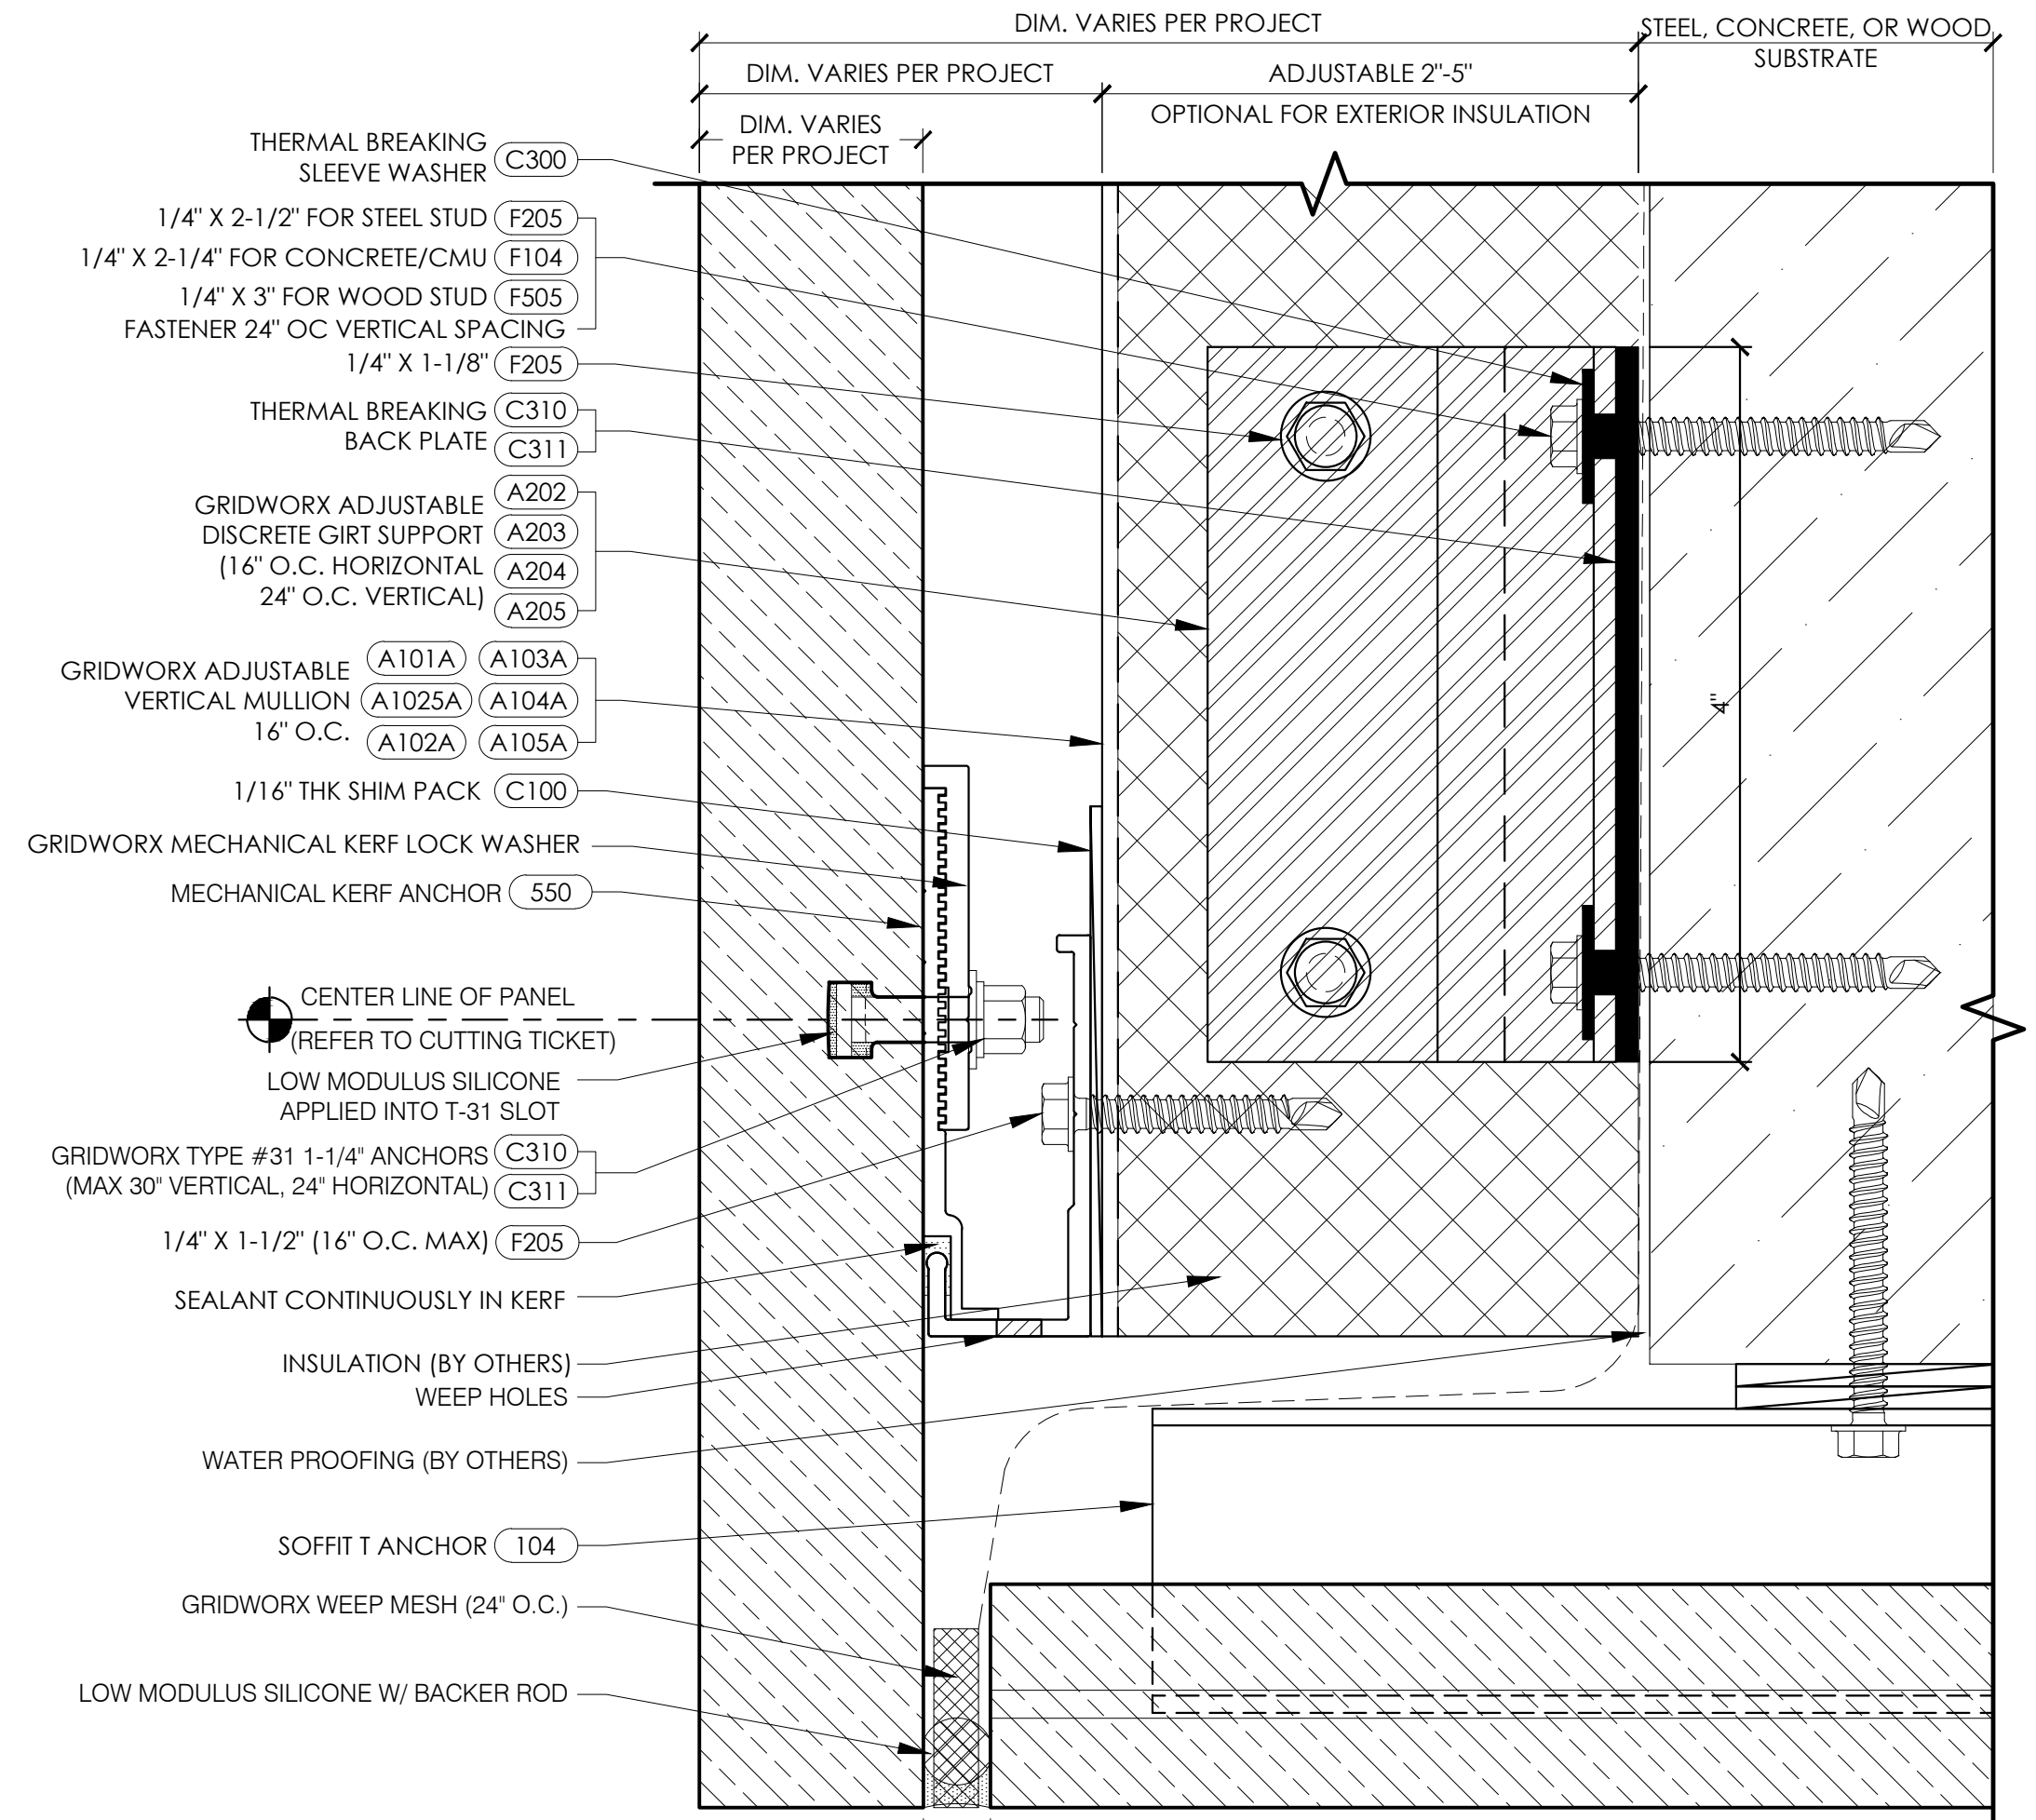 DIM. VARIES PER PROJECT
STEEL, CONCRETE, OR WOOD
SUBSTRATE
DIM. VARIES PER PROJECT
ADJUSTABLE 2"-5"
OPTIONAL FOR EXTERIOR INSULATION
DIM. VARIES
PER PROJECT
THERMAL BREAKING
SLEEVE WASHER C300
1/4" X 2-1/2" FOR STEEL STUD F205
1/4" X 2-1/4" FOR CONCRETE/CMU F104
1/4" X 3" FOR WOOD STUD F505
FASTENER 24" OC VERTICAL SPACING
1/4" X 1-1/8" F205
THERMAL BREAKING C310
BACK PLATE C311
A202
GRIDWORX ADJUSTABLE
DISCRETE GIRT SUPPORT A203
(16" O.C. HORIZONTAL A204
24" O.C. VERTICAL) A205
GRIDWORX ADJUSTABLE A101A A103A
VERTICAL MULLION A1025A A104A
16" O.C. A102A A105A
4"
1/16" THK SHIM PACK C100
GRIDWORX MECHANICAL KERF LOCK WASHER
MECHANICAL KERF ANCHOR 550
CENTER LINE OF PANEL
(REFER TO CUTTING TICKET)
LOW MODULUS SILICONE
APPLIED INTO T-31 SLOT
GRIDWORX TYPE #31 1-1/4" ANCHORS C310
(MAX 30" VERTICAL, 24" HORIZONTAL) C311
1/4" X 1-1/2" (16" O.C. MAX) F205
SEALANT CONTINUOUSLY IN KERF
INSULATION (BY OTHERS)
WEEP HOLES
WATER PROOFING (BY OTHERS)
SOFFIT T ANCHOR 104
GRIDWORX WEEP MESH (24" O.C.)
LOW MODULUS SILICONE W/ BACKER ROD